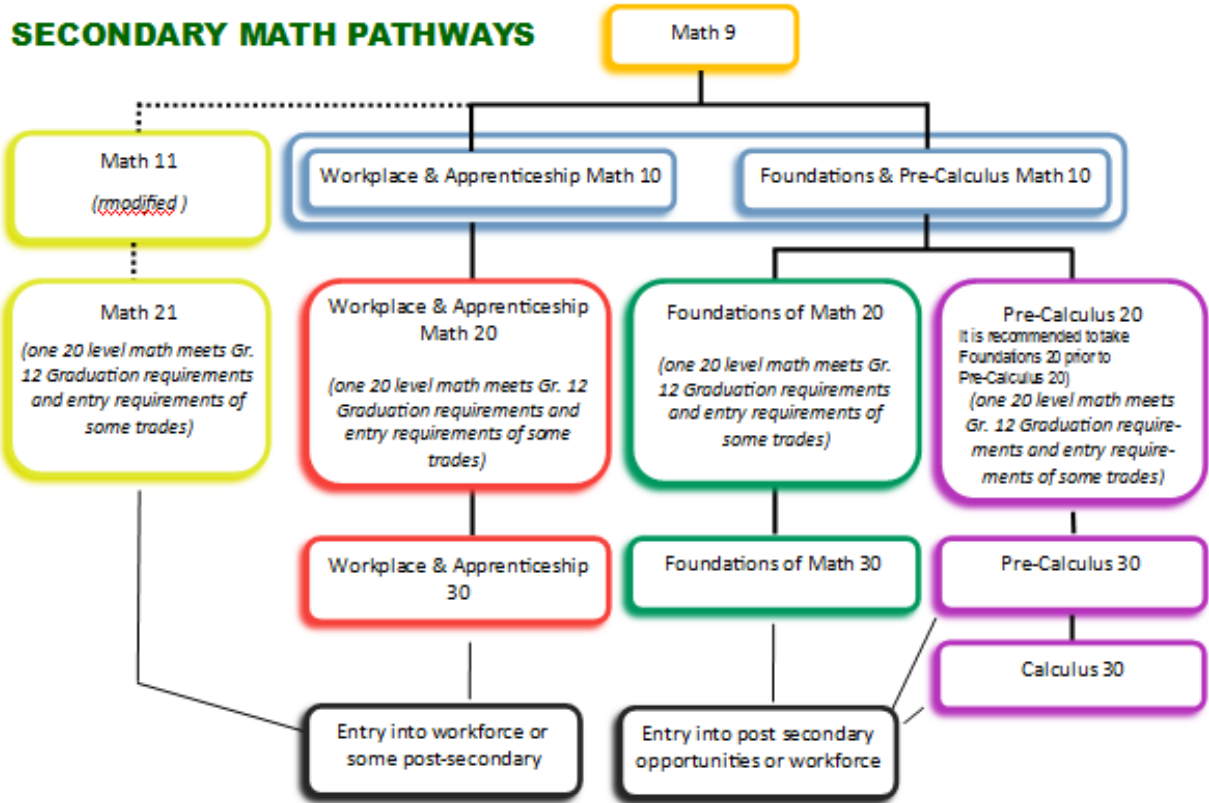 SECONDARY MATH PATHWAYS
Math 9
Math 11
(rmodified )
Workplace & Apprenticeship Math 10
Foundations & Pre-Calculus Math 10
Math 21
(one 20 level math meets Gr.
12 Graduation requirements
and entry requirements of
some trades)
Workplace & Apprenticeship
Math 20
(one 20 level math meets Gr. 12
Graduation requirements and
entry requirements of some
trades)
Foundations of Math 20
(one 20 level math meets Gr.
12 Graduation requirements
and entry requirements of
some trades)
Pre-Calculus 20
It is recommended to take
Foundations 20 prior to
Pre-Calculus 20)
(one 20 level math meets
Gr. 12 Graduation require-
ments and entry require-
ments of some trades)
Workplace & Apprenticeship
30
Foundations of Math 30
Pre-Calculus 30
Calculus 30
Entry into workforce or
some post-secondary
Entry into post secondary
opportunities or workforce